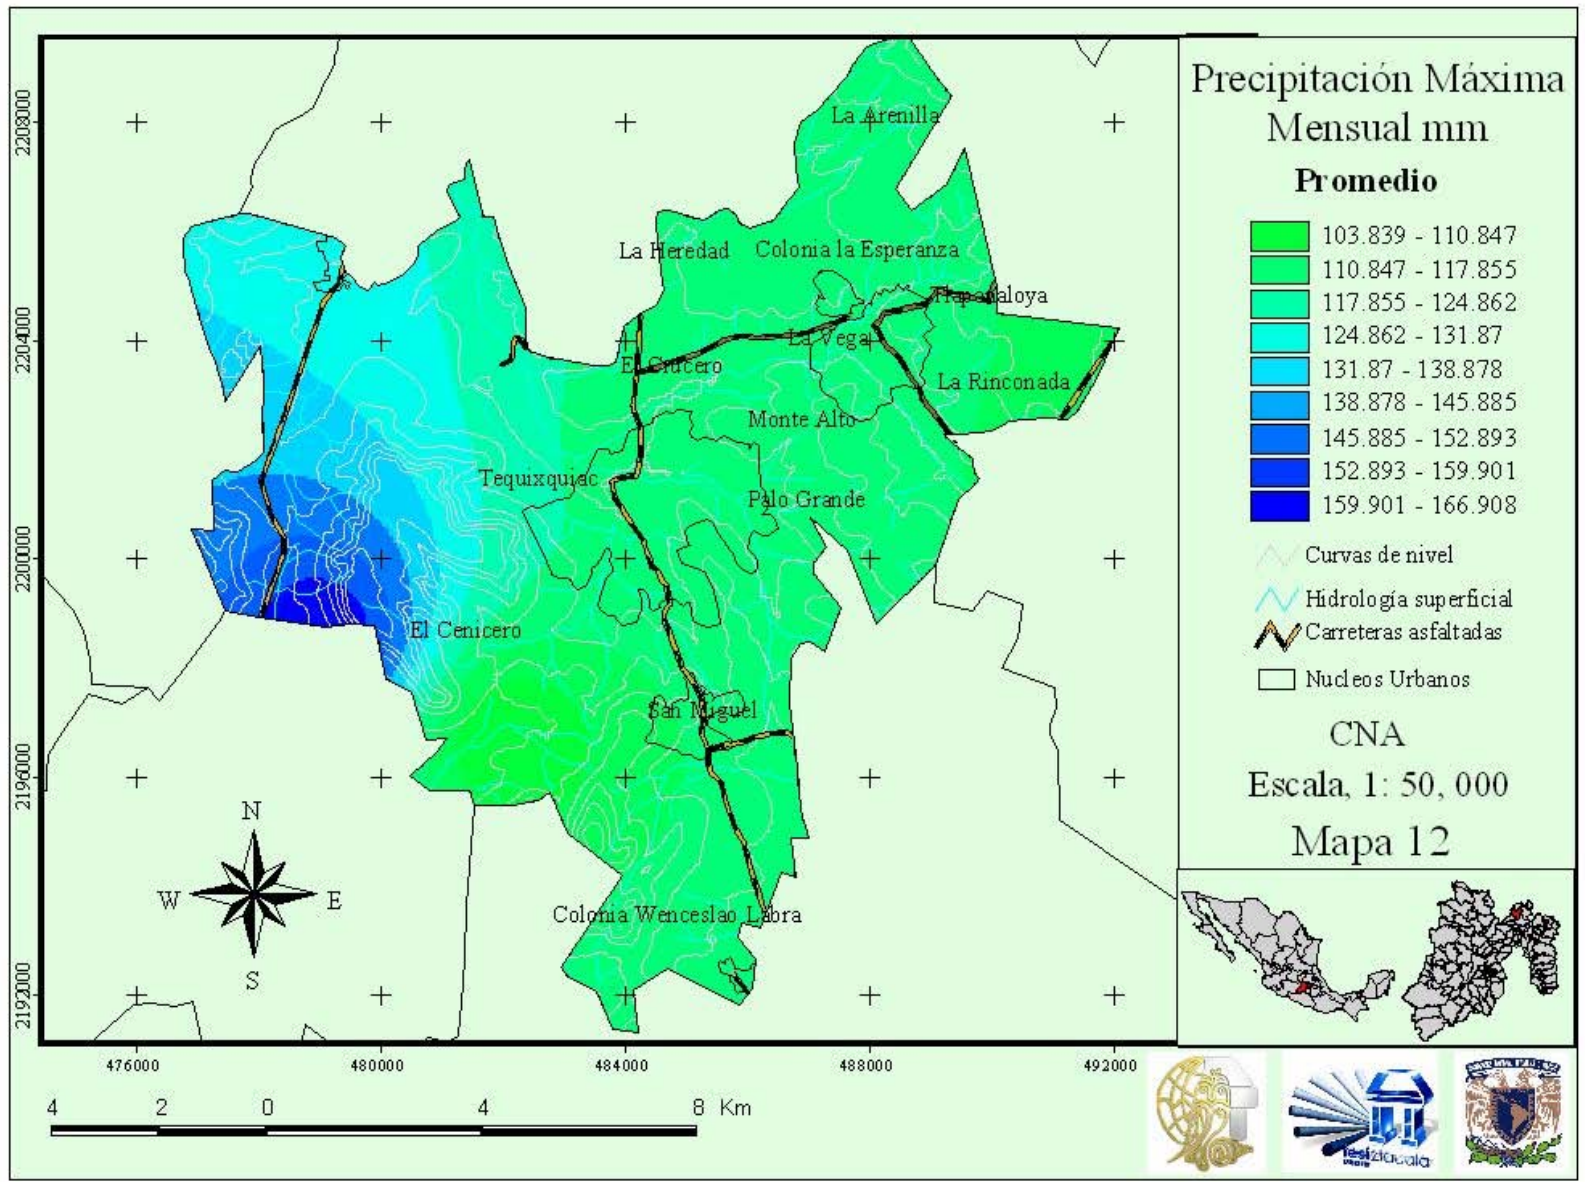 Precipitación Máxima
Mensual mm
Promedio
103.839 - 110.847
110.847 - 117.855
117.855 - 124.862
124.862 - 131.87
131.87 - 138.878
138.878 - 145.885
145.885 - 152.893
152.893 - 159.901
159.901 - 166.908
Curvas de nivel
Hidrología superficial
Carreteras asfaltadas
Nucleos Urbanos
CNA
Escala, 1: 50, 000
Mapa 12
2208000
2204000
2200000
2196000
2192000
La Arenilla
La Heredad
Colonia la Esperanza
Tlapanaloya
La Vega
El Crucero
La Rinconada
Monte Alto
Tequixquiac
Palo Grande
2
El Cenicero
San Miguel
Colonia Wenceslao Labra
N
W E
S
476000 480000 484000 488000 492000
4 2 0 4 8 Km
iztacala